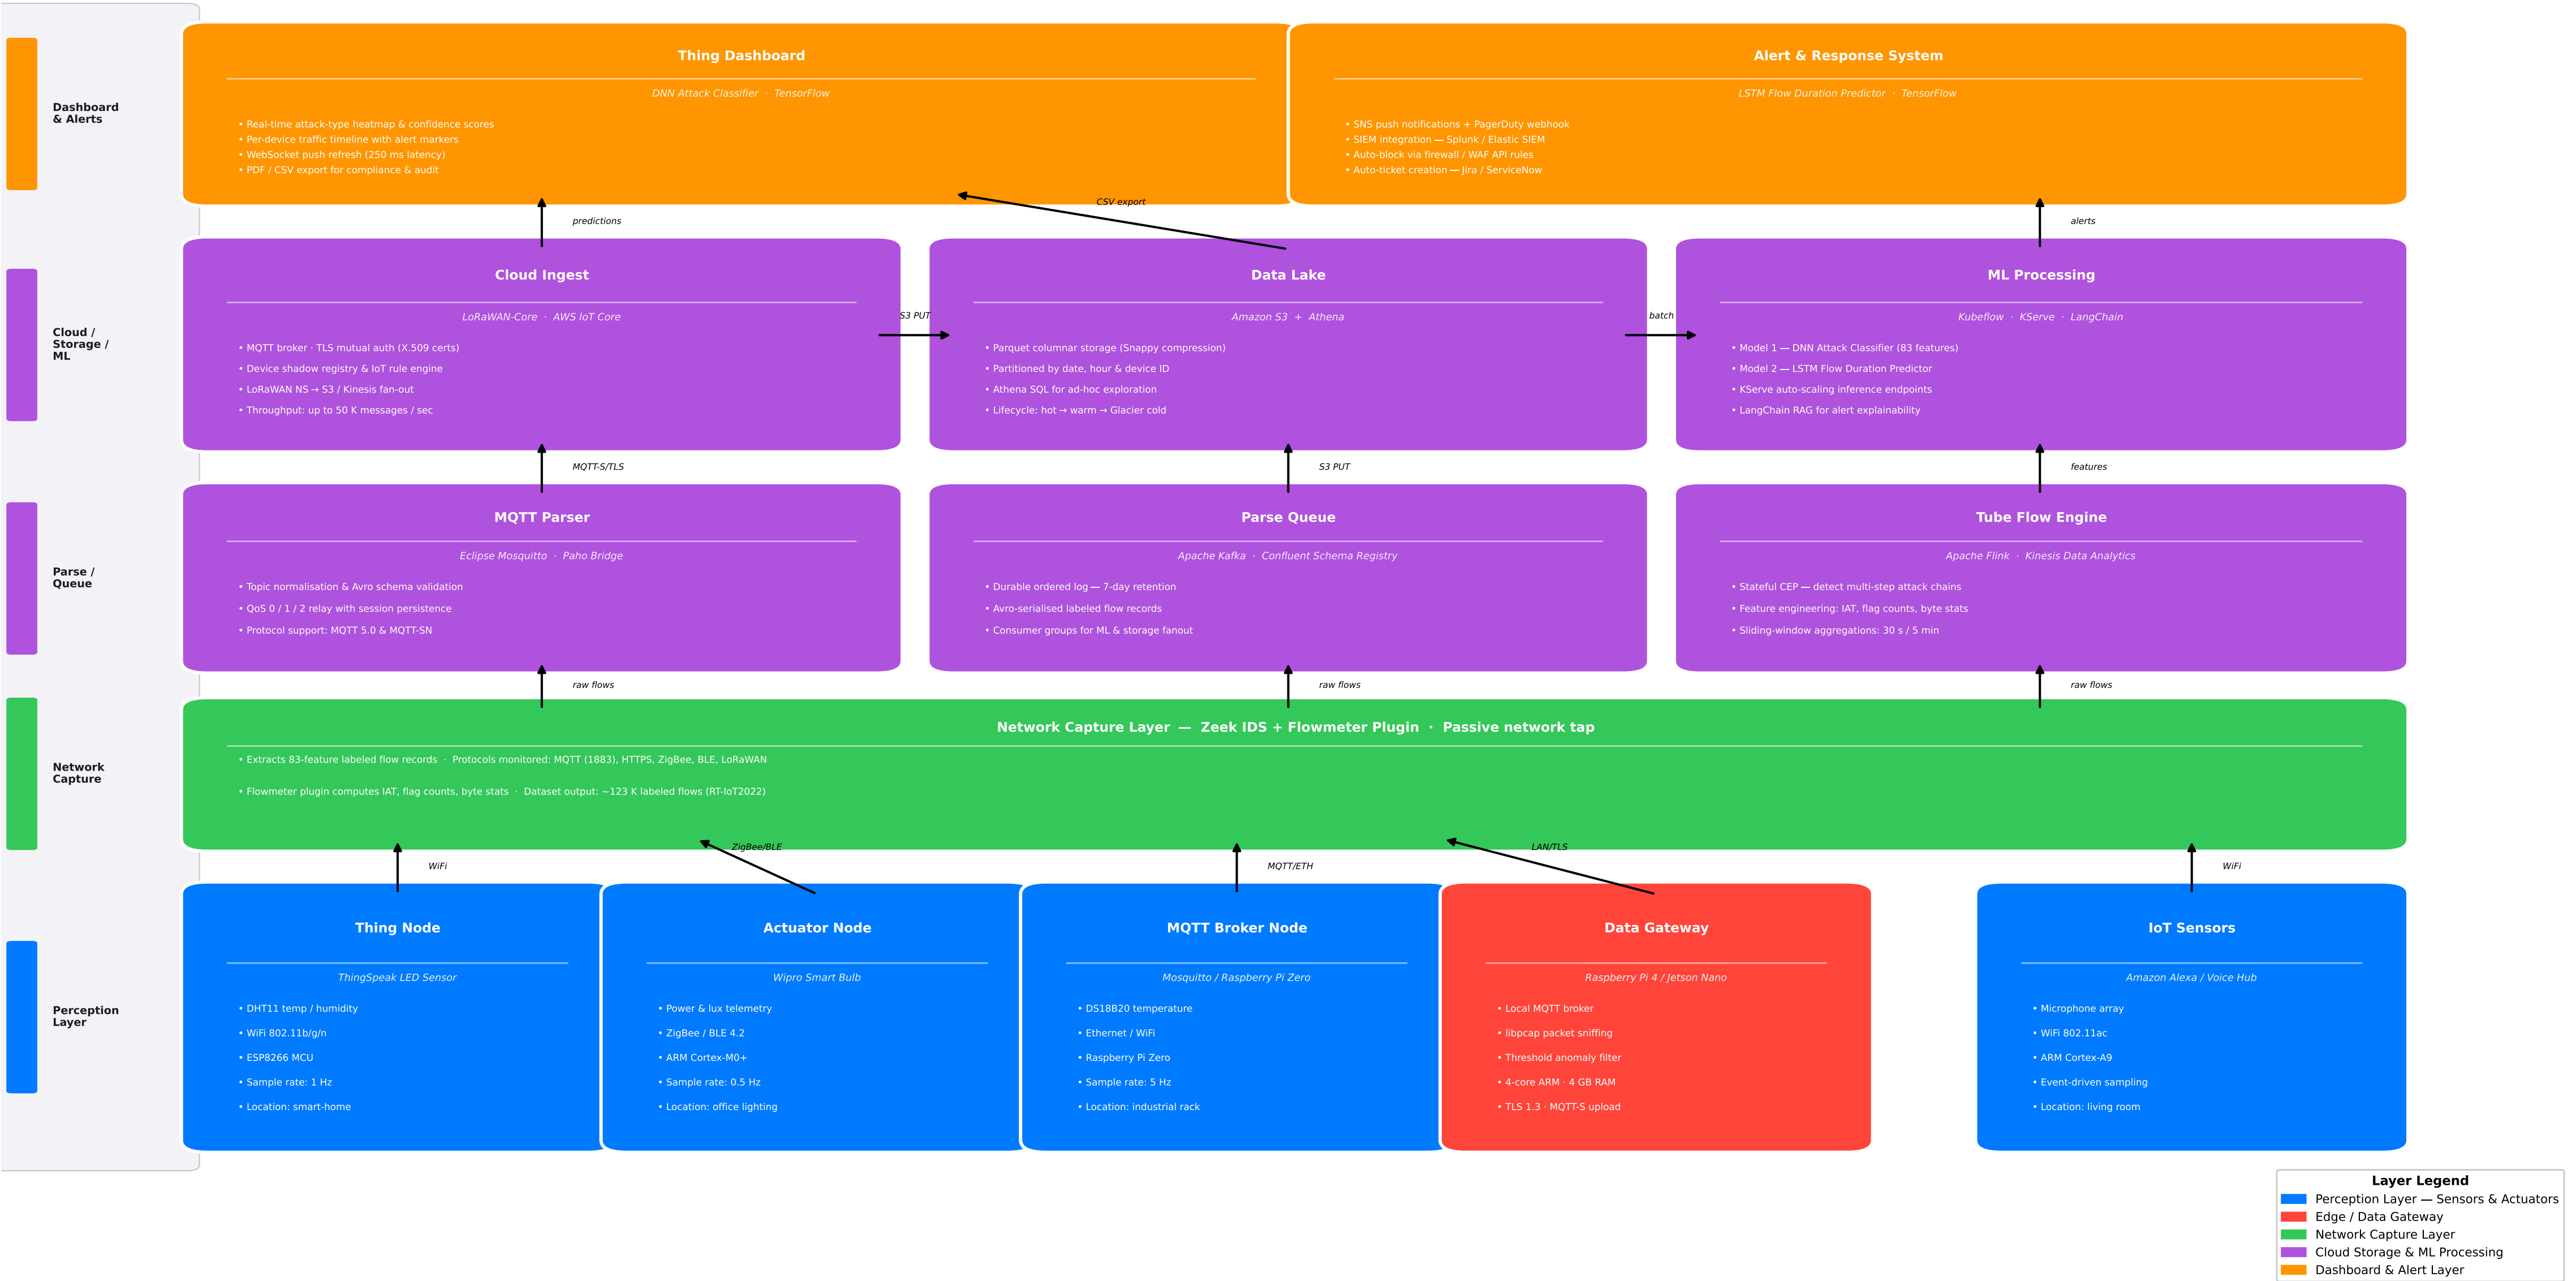 Dashboard
& Alerts
Thing Dashboard
DNN Attack Classifier · TensorFlow
• Real-time attack-type heatmap & confidence scores
• Per-device traffic timeline with alert markers
• WebSocket push refresh (250 ms latency)
• PDF / CSV export for compliance & audit
Alert & Response System
LSTM Flow Duration Predictor · TensorFlow
• SNS push notifications + PagerDuty webhook
• SIEM integration — Splunk / Elastic SIEM
• Auto-block via firewall / WAF API rules
• Auto-ticket creation — Jira / ServiceNow
predictions
CSV export
alerts
Cloud /
Storage /
ML
Cloud Ingest
LoRaWAN-Core · AWS IoT Core
• MQTT broker · TLS mutual auth (X.509 certs)
• Device shadow registry & IoT rule engine
• LoRaWAN NS → S3 / Kinesis fan-out
• Throughput: up to 50 K messages / sec
S3 PUT
Data Lake
Amazon S3 + Athena
• Parquet columnar storage (Snappy compression)
• Partitioned by date, hour & device ID
• Athena SQL for ad-hoc exploration
• Lifecycle: hot → warm → Glacier cold
batch
ML Processing
Kubeflow · KServe · LangChain
• Model 1 — DNN Attack Classifier (83 features)
• Model 2 — LSTM Flow Duration Predictor
• KServe auto-scaling inference endpoints
• LangChain RAG for alert explainability
MQTT-S/TLS
S3 PUT
features
Parse /
Queue
MQTT Parser
Eclipse Mosquitto · Paho Bridge
• Topic normalisation & Avro schema validation
• QoS 0 / 1 / 2 relay with session persistence
• Protocol support: MQTT 5.0 & MQTT-SN
Parse Queue
Apache Kafka · Confluent Schema Registry
• Durable ordered log — 7-day retention
• Avro-serialised labeled flow records
• Consumer groups for ML & storage fanout
Tube Flow Engine
Apache Flink · Kinesis Data Analytics
• Stateful CEP — detect multi-step attack chains
• Feature engineering: IAT, flag counts, byte stats
• Sliding-window aggregations: 30 s / 5 min
raw flows
raw flows
raw flows
Network
Capture
Network Capture Layer — Zeek IDS + Flowmeter Plugin · Passive network tap
• Extracts 83-feature labeled flow records · Protocols monitored: MQTT (1883), HTTPS, ZigBee, BLE, LoRaWAN
• Flowmeter plugin computes IAT, flag counts, byte stats · Dataset output: ~123 K labeled flows (RT-IoT2022)
WiFi
ZigBee/BLE
MQTT/ETH
LAN/TLS
WiFi
Perception
Layer
Thing Node
ThingSpeak LED Sensor
• DHT11 temp / humidity
• WiFi 802.11b/g/n
• ESP8266 MCU
• Sample rate: 1 Hz
• Location: smart-home
Actuator Node
Wipro Smart Bulb
• Power & lux telemetry
• ZigBee / BLE 4.2
• ARM Cortex-M0+
• Sample rate: 0.5 Hz
• Location: office lighting
MQTT Broker Node
Mosquitto / Raspberry Pi Zero
• DS18B20 temperature
• Ethernet / WiFi
• Raspberry Pi Zero
• Sample rate: 5 Hz
• Location: industrial rack
Data Gateway
Raspberry Pi 4 / Jetson Nano
• Local MQTT broker
• libpcap packet sniffing
• Threshold anomaly filter
• 4-core ARM · 4 GB RAM
• TLS 1.3 · MQTT-S upload
IoT Sensors
Amazon Alexa / Voice Hub
• Microphone array
• WiFi 802.11ac
• ARM Cortex-A9
• Event-driven sampling
• Location: living room
Layer Legend
Perception Layer — Sensors & Actuators
Edge / Data Gateway
Network Capture Layer
Cloud Storage & ML Processing
Dashboard & Alert Layer